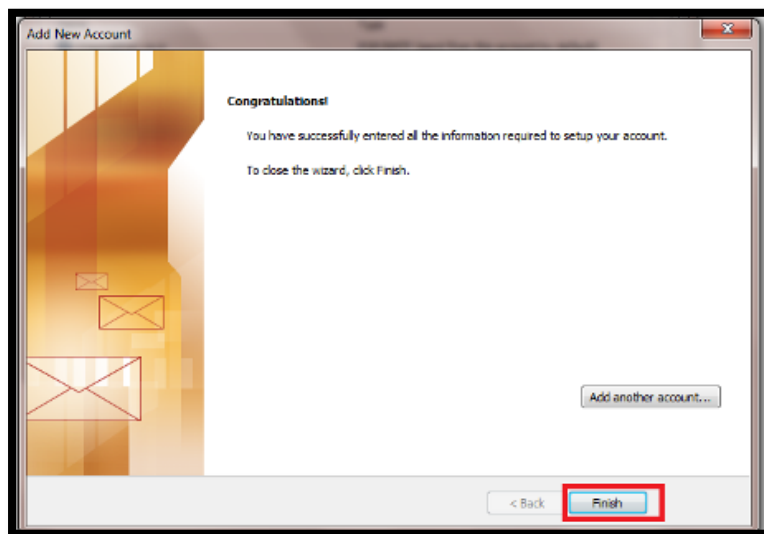 Add New Account
Congratulations!
You have successfully entered all the information required to setup your account.
To close the wizard, click Finish.
Add another account...
< Back
Finish